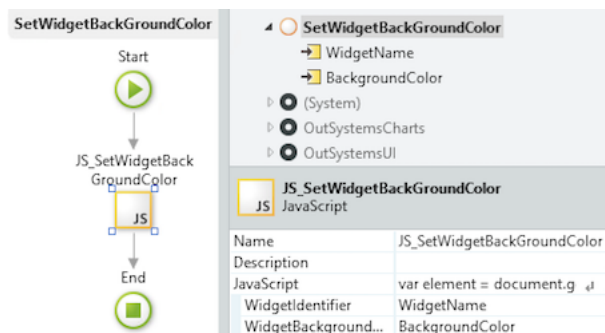 SetWidgetBackGroundColor
Start
JS_SetWidgetBack
GroundColor
JS
End
SetWidgetBackGroundColor
WidgetName
BackgroundColor
(System)
OutSystemsCharts
OutSystemsUI
JS_SetWidgetBackGroundColor
JS JavaScript
Name JS_SetWidgetBackGroundColor
Description
JavaScript var element = document.g
WidgetIdentifier WidgetName
WidgetBackground... BackgroundColor